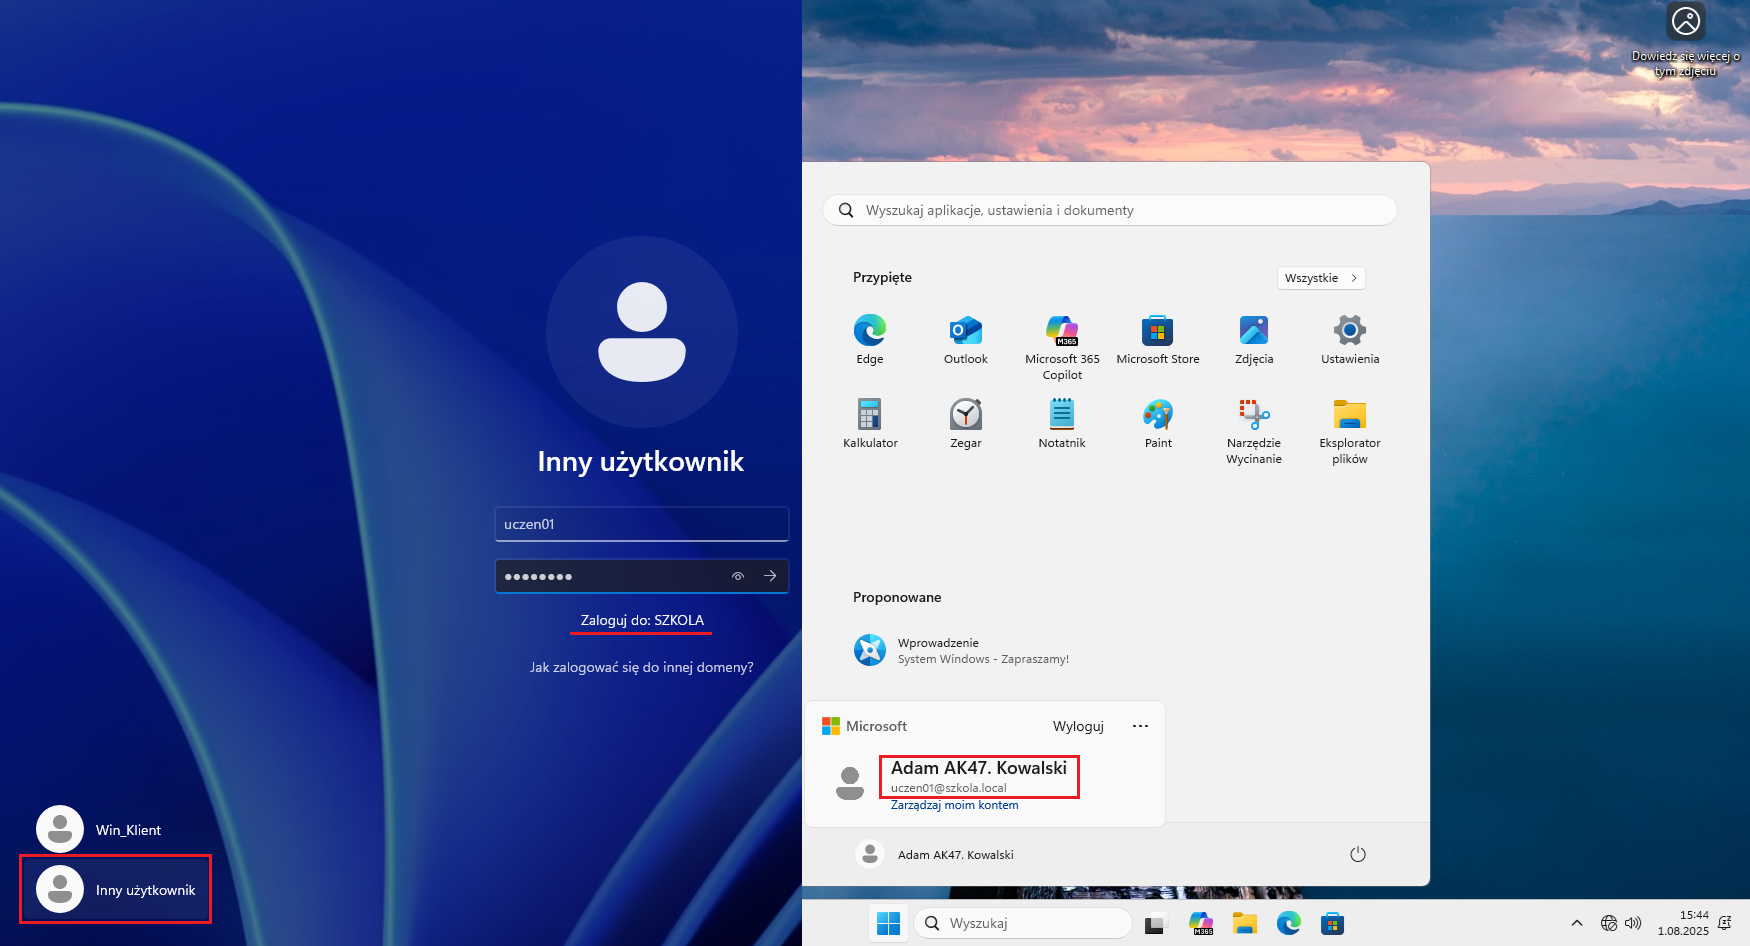 Inny użytkownik
uczen01
Zaloguj do: SZKOLA
Jak zalogować się do innej domeny?
Win_Klient
Inny użytkownik
Dowiedz się więcej o
tym zdjęciu
Wyszukaj aplikacje, ustawienia i dokumenty
Przypięte
Wszystkie
Edge
Outlook
Microsoft 365
Copilot
Microsoft Store
Zdjęcia
Ustawienia
M365
Kalkulator
Zegar
Notatnik
Paint
Narzędzie
Wycinanie
Eksplorator
plików
Proponowane
Wprowadzenie
System Windows - Zapraszamy!
Microsoft
Wyloguj
Adam AK47. Kowalski
uczen01@szkola.local
Zarządzaj moim kontem
Adam AK47. Kowalski
Wyszukaj
M365
15:44
1.08.2025